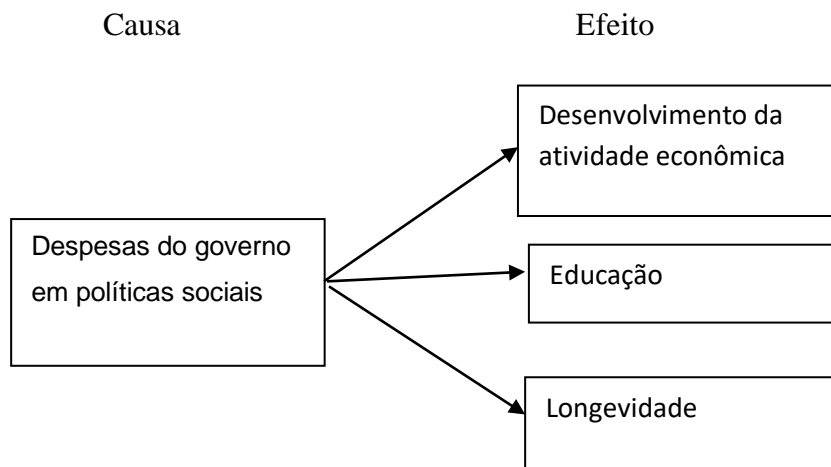 Causa
Efeito
Desenvolvimento da
atividade econômica
Despesas do governo
em políticas sociais
Educação
Longevidade